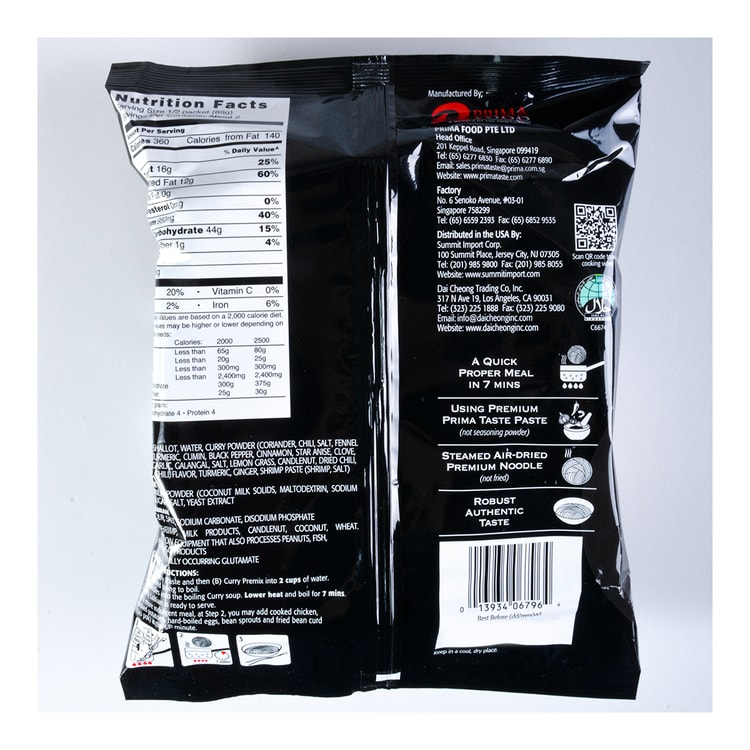 Nutrition Facts
Serving Size 1/2 packet (89g)
About 2
Per Serving
360 Calories from Fat 140
% Daily Value^
16g 25%
Fat 12g 60%
Fat 0g
0%
40%
Carbohydrate 44g 15%
1g 4%
20% • Vitamin C 0%
2% • Iron 6%
Values are based on a 2,000 calorie diet.
values may be higher or lower depending on
needs:
Calories: 2000 2500
Less than 65g 80g
Less than 20g 25g
Less than 300mg 300mg
Less than 2,400mg 2,400mg
300g 375g
25g 30g
4 • Protein 4
SHALLOT, WATER, CURRY POWDER (CORIANDER, CHILI, SALT, FENNEL
TURMERIC, CUMIN, BLACK PEPPER, CINNAMON, STAR ANISE, CLOVE,
GARLIC, GALANGAL, SALT, LEMON GRASS, CANDLENUT, DRIED CHILI,
FLAVOR, TURMERIC, GINGER, SHRIMP PASTE (SHRIMP, SALT)
POWDER (COCONUT MILK SOLIDS, MALTODEXTRIN, SODIUM
SALT, YEAST EXTRACT
SODIUM CARBONATE, DISODIUM PHOSPHATE
MILK PRODUCTS, CANDLENUT, COCONUT, WHEAT.
EQUIPMENT THAT ALSO PROCESSES PEANUTS, FISH,
PRODUCTS
OCCURRING GLUTAMATE
paste and then (B) Curry Premix into 2 cups of water.
to boil.
into the boiling Curry soup. Lower heat and boil for 7 mins.
is ready to serve.
meal, at Step 2, you may add cooked chicken,
hard-boiled eggs, bean sprouts and fried bean curd
minute.
Manufactured By:
PRIMA
PRIMA FOOD PTE LTD
Head Office
201 Keppel Road, Singapore 099419
Tel: (65) 6277 6850 Fax: (65) 6277 6890
Email: sales.primataste@prima.com.sg
Website: www.primataste.com
Factory
No. 6 Senoko Avenue, #03-01
Singapore 758299
Tel: (65) 6559 2393 Fax: (65) 6852 9535
Distributed in the USA By:
Summit Import Corp.
100 Summit Place, Jersey City, NJ 07305
Tel: (201) 985 9800 Fax: (201) 985 8055
Website: www.summitimport.com
Dai Cheong Trading Co, Inc.
317 N Ave 19, Los Angeles, CA 90031
Tel: (323) 225 1888 Fax: (323) 225 9080
Email: info@daicheonginc.com
Website: www.daicheonginc.com
Scan QR code
cooking
A QUICK
PROPER MEAL
IN 7 MINS
USING PREMIUM
PRIMA TASTE PASTE
(not seasoning powder)
STEAMED AIR-DRIED
PREMIUM NOODLE
(not fried)
ROBUST
AUTHENTIC
TASTE
0 13934 06796 4
Best Before (dd/mm/yy)
Keep in a cool, dry place.